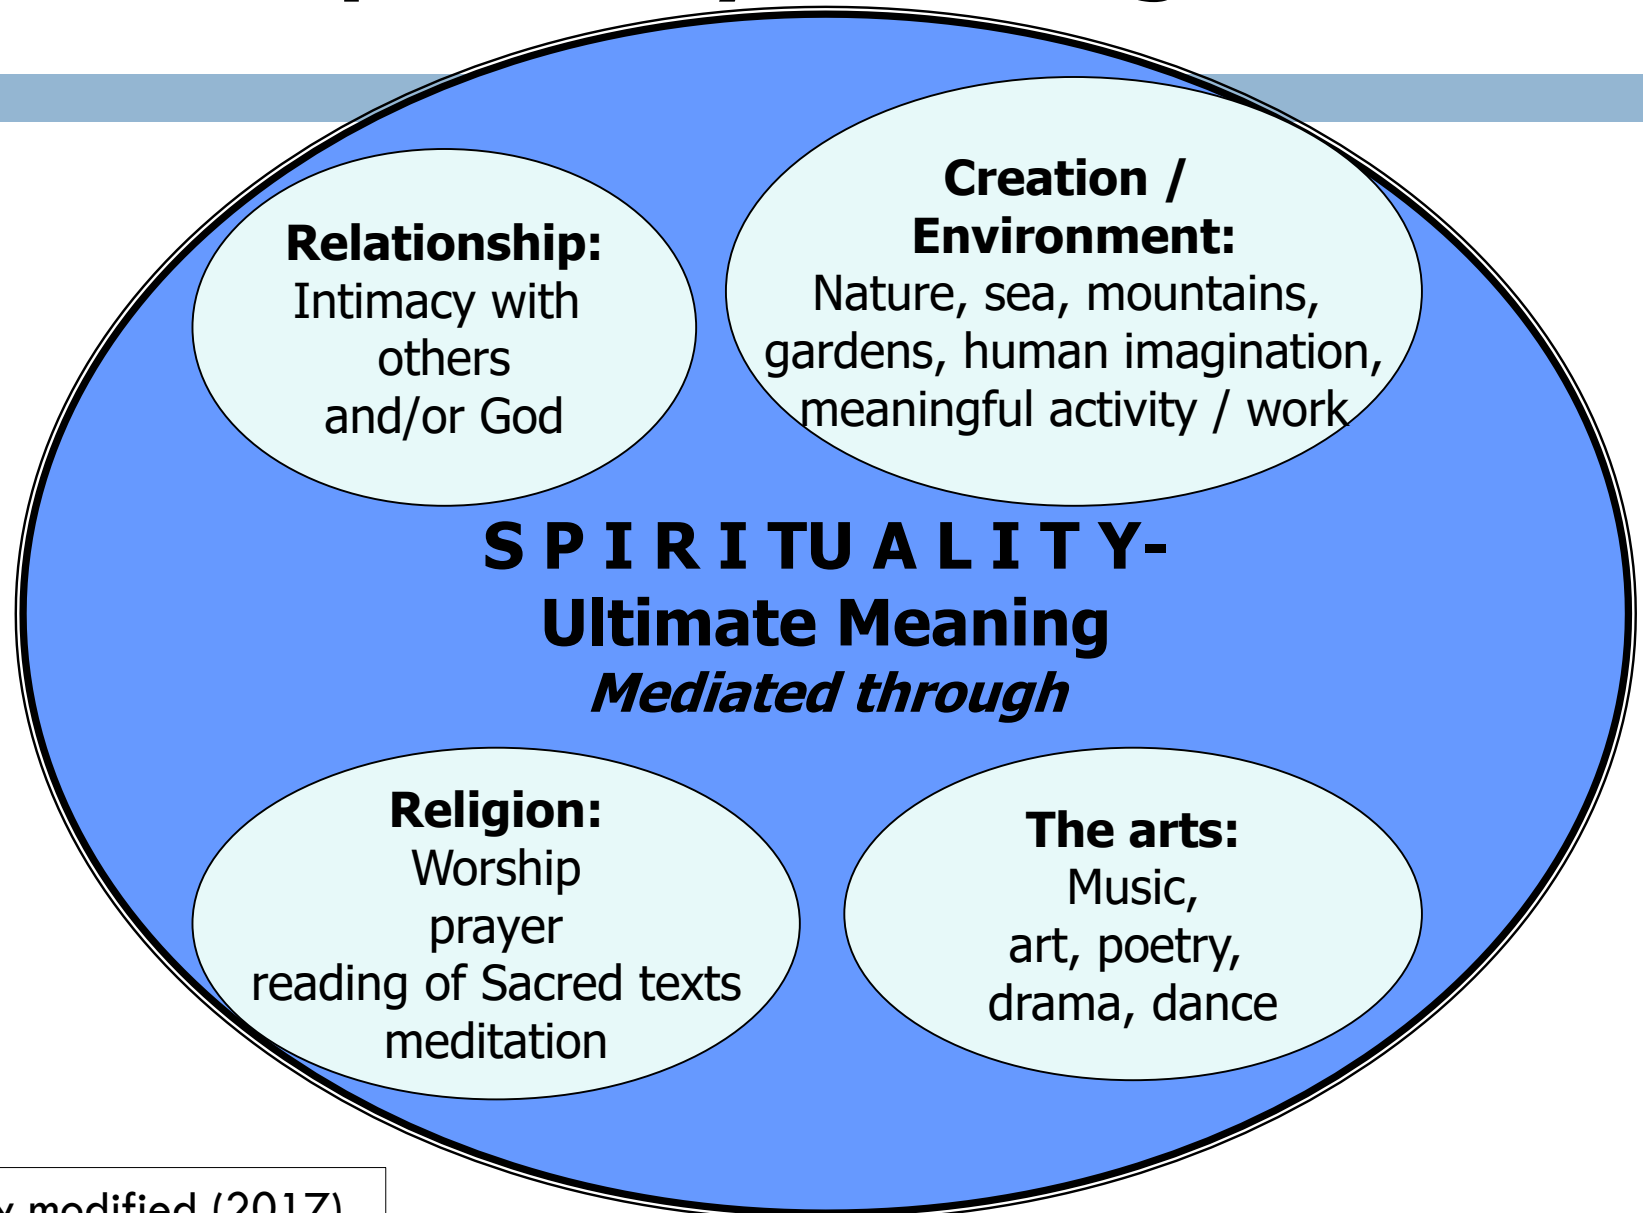 Relationship:
Intimacy with
others
and/or God
Creation /
Environment:
Nature, sea, mountains,
gardens, human imagination,
meaningful activity / work
S P I R I TU A L I T Y-
Ultimate Meaning
Mediated through
Religion:
Worship
prayer
reading of Sacred texts
meditation
The arts:
Music,
art, poetry,
drama, dance
modified (2017)